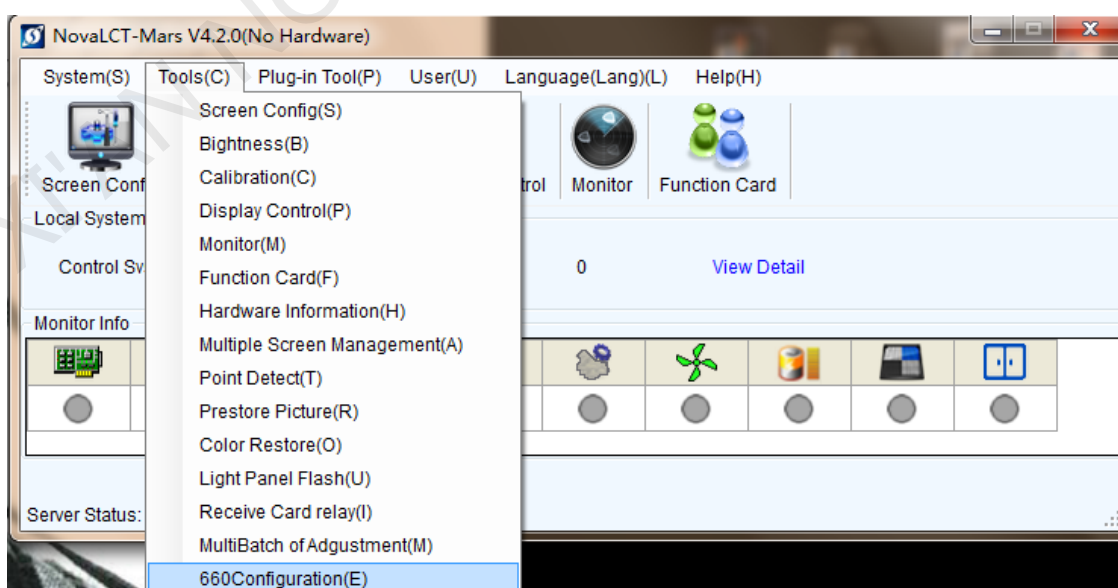 NovaLCT-Mars V4.2.0(No Hardware)
System(S) Tools(C) Plug-in Tool(P) User(U) Language(Lang)(L) Help(H)
Screen Config(S)
Bightness(B)
Calibration(C)
Display Control(P)
Monitor(M)
Function Card(F)
Hardware Information(H)
Multiple Screen Management(A)
Point Detect(T)
Prestore Picture(R)
Color Restore(O)
Light Panel Flash(U)
Receive Card relay(I)
MultiBatch of Adgustment(M)
660Configuration(E)
Screen Conf trol Monitor Function Card
Local System
Control Sy 0 View Detail
Monitor Info
Server Status: